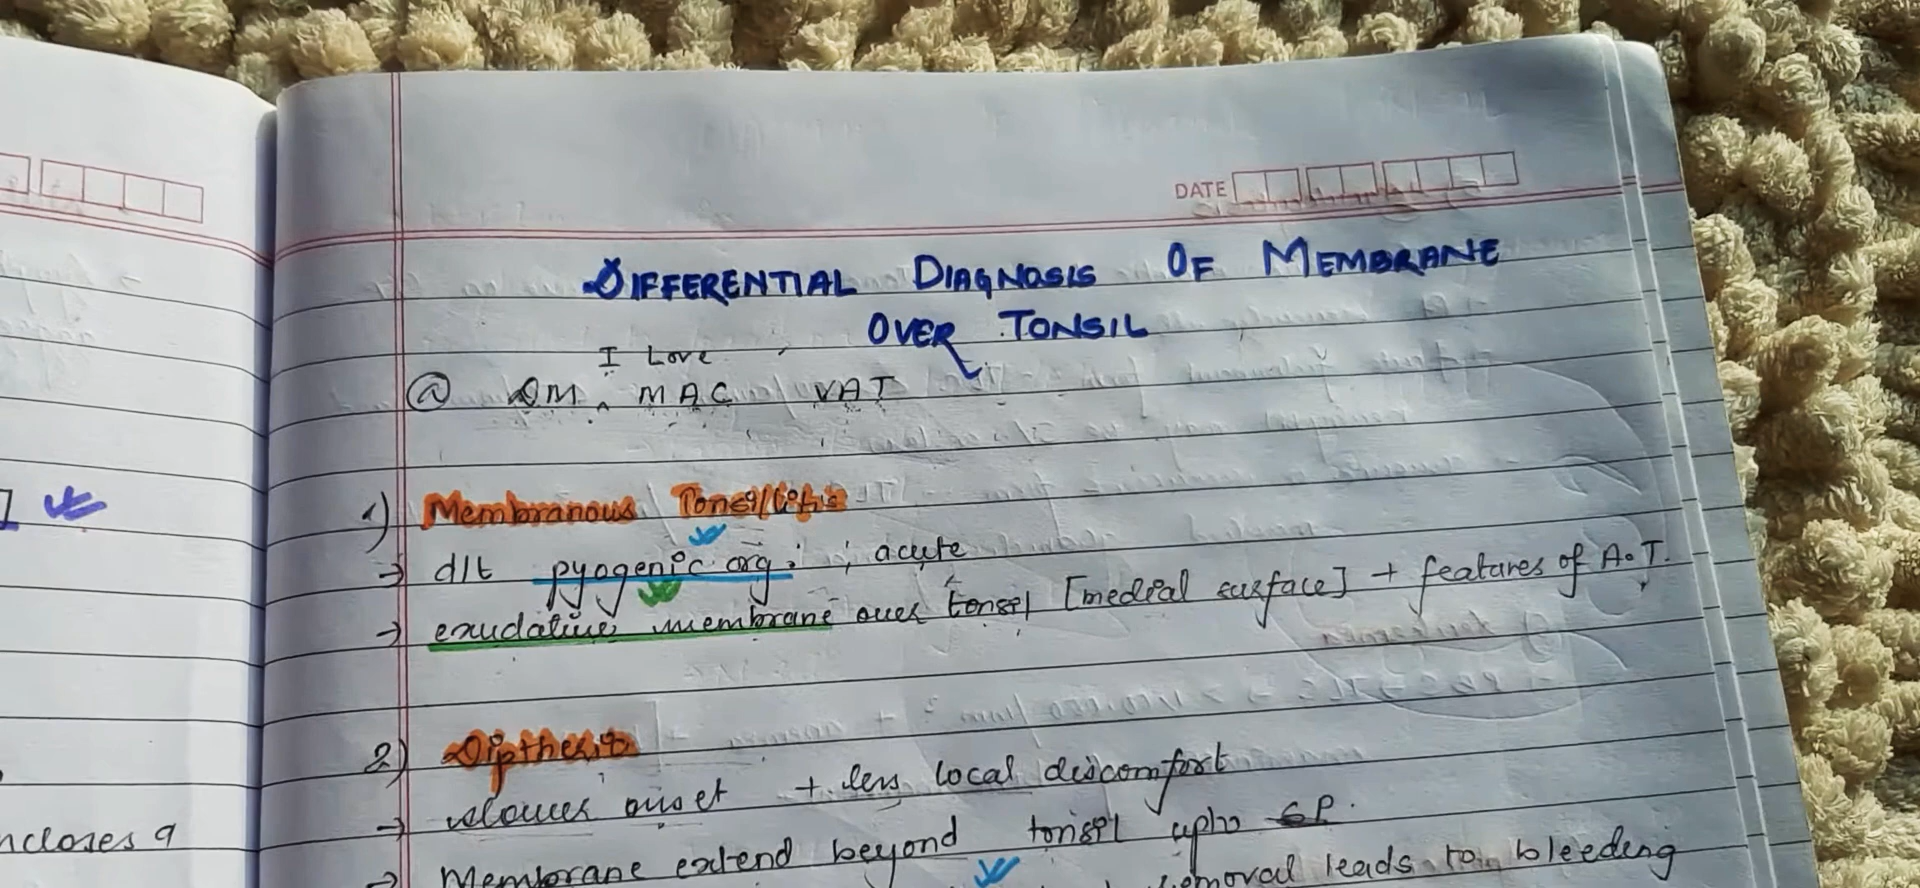 DATE
DIFFERENTIAL DIAGNOSIS OF MEMBRANE
OVER TONSIL
I Love
@ DM MAC VAT
1) Membranous Tonsillitis
→ d/t pyogenic org. ; acute
→ exudative membrane over tonsil [medial surface] + features of A.T.
2) Diptheria
→ slower onset + less local discomfort
→ Membrane extend beyond tonsil upto
removal leads to bleeding
ncloses a